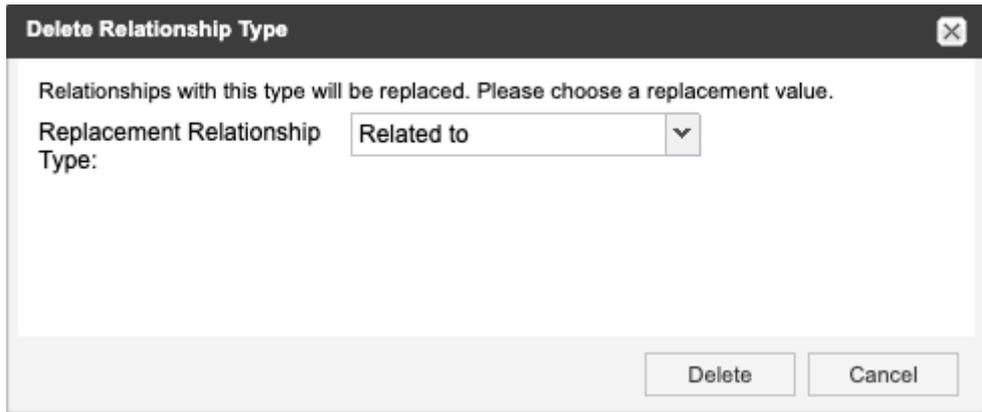 Delete Relationship Type
Relationships with this type will be replaced. Please choose a replacement value.
Replacement Relationship
Type:
Related to
Delete
Cancel